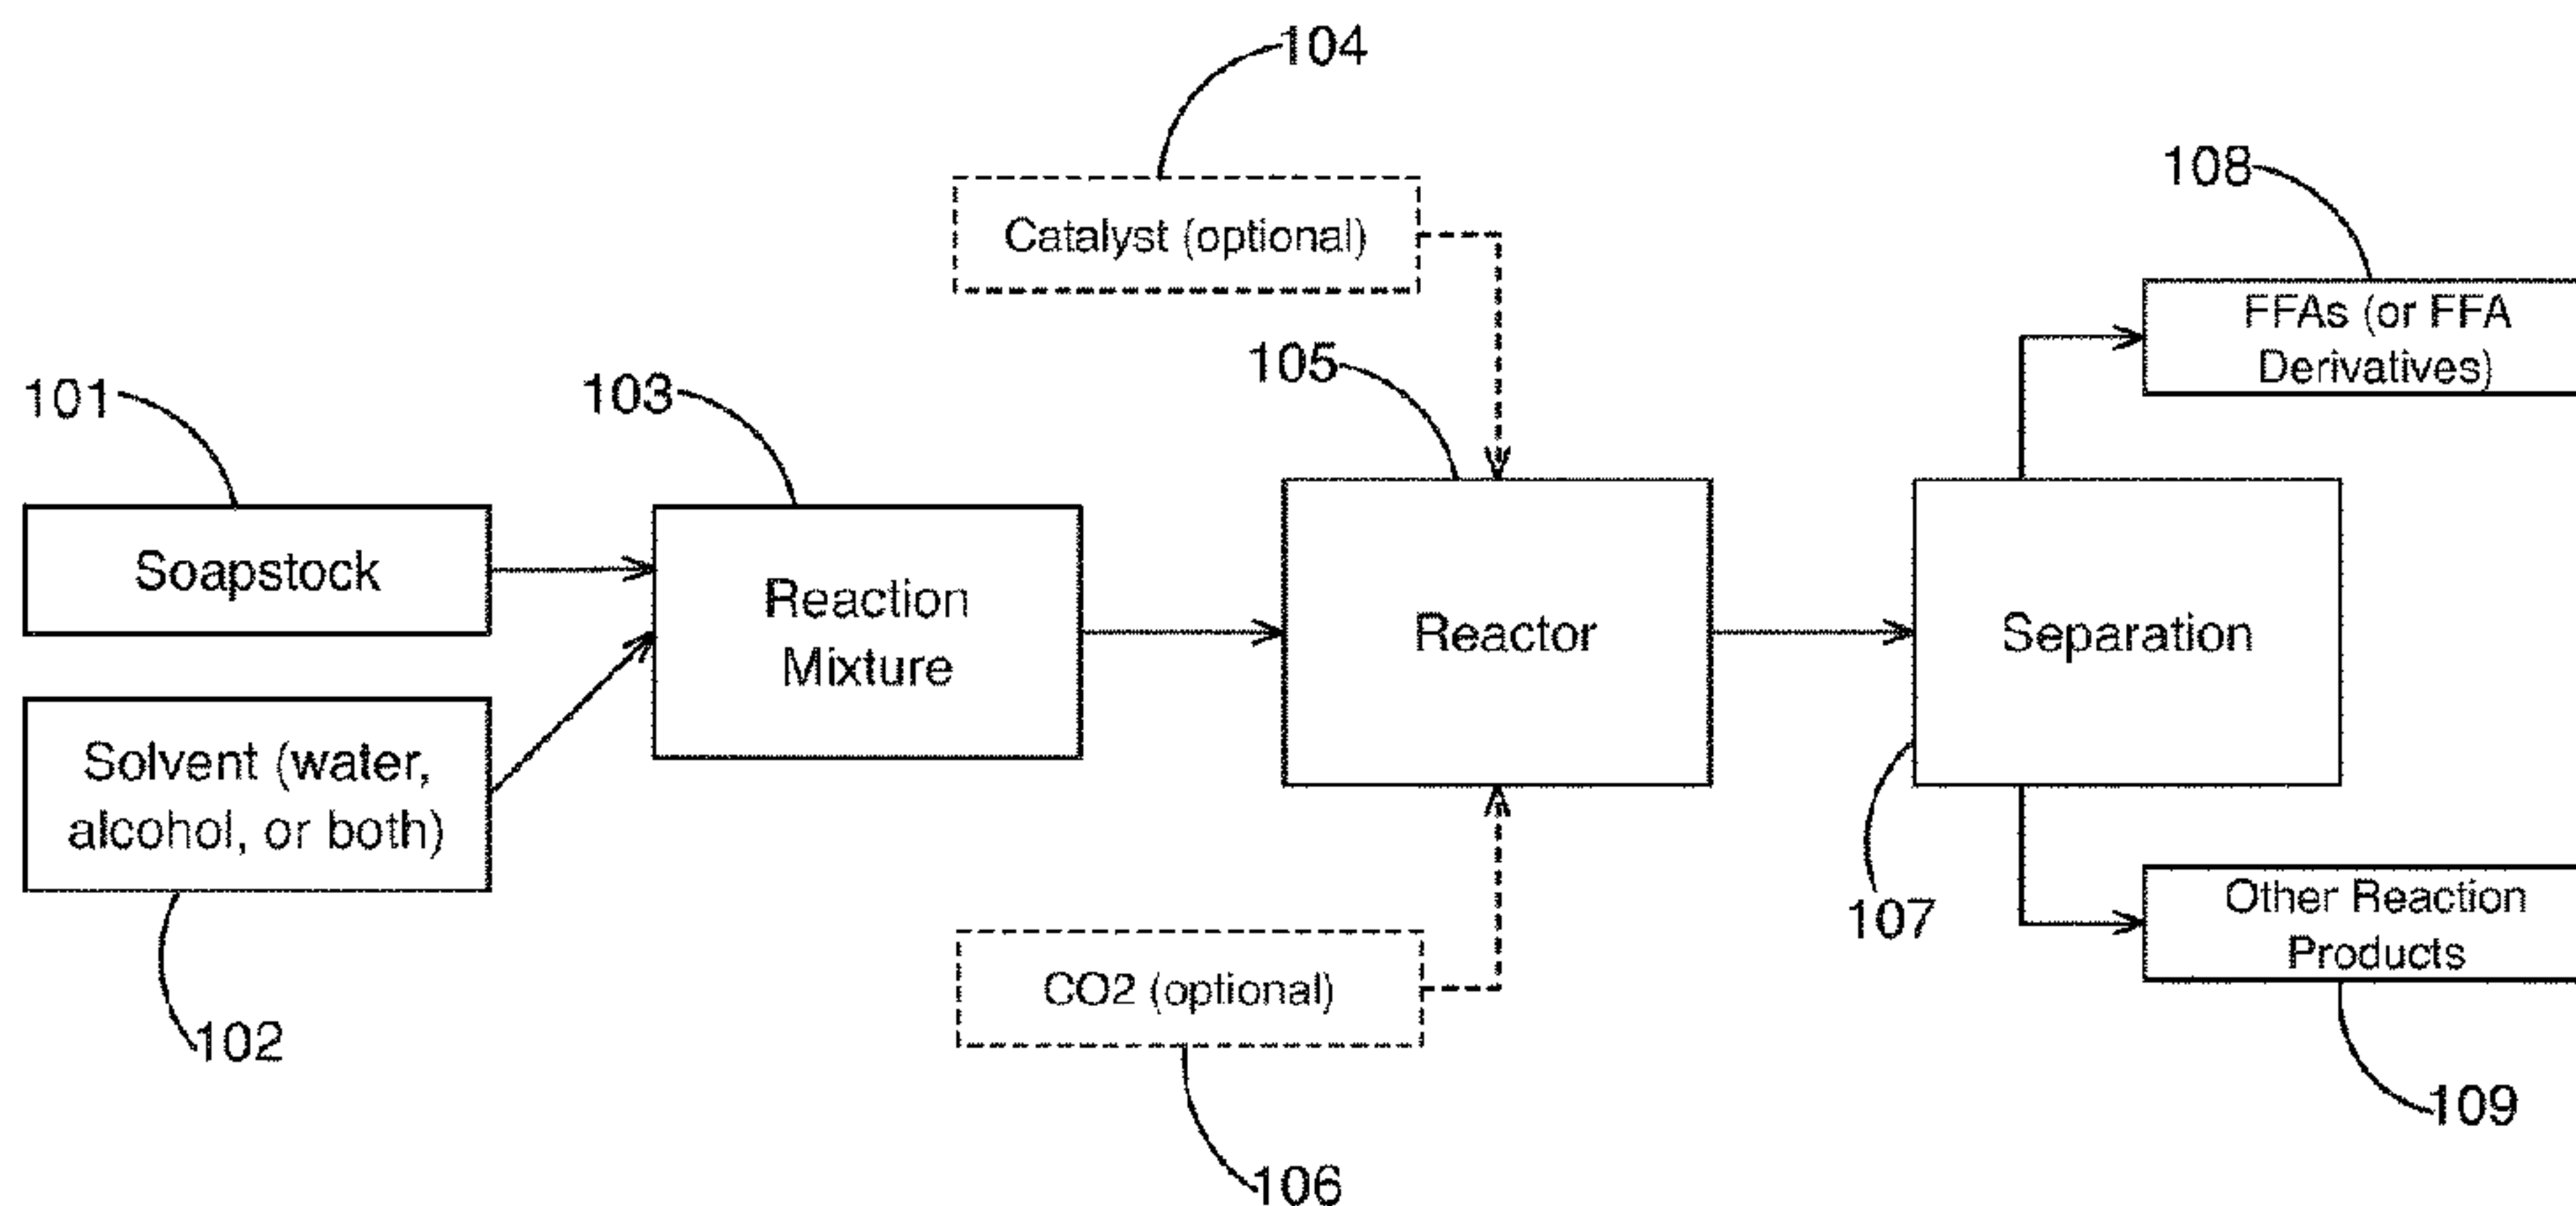 104
108
Catalyst (optional)
FFAs (or FFA
Derivatives)
101
103
105
Soapstock
Reaction
Mixture
Reactor
Separation
Solvent (water,
alcohol, or both)
102
CO2 (optional)
107
Other Reaction
Products
106
109